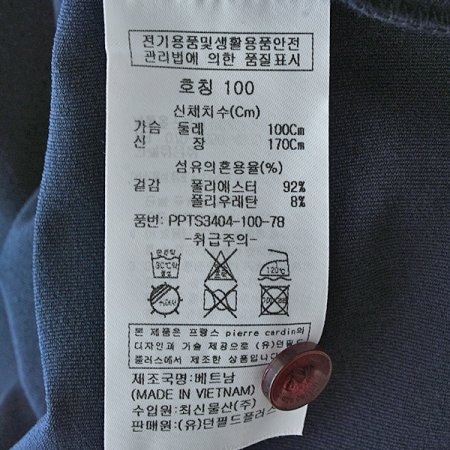 전기용품및생활용품안전
관리법에 의한 품질표시
호칭 100
신체치수(Cm)
가슴 둘레 100Cm
신 장 170Cm
섬유의혼용율(%)
겉감 폴리에스터 92%
폴리우레탄 8%
품번: PPTS3404-100-78
-취급주의-
120℃
본 제품은 프랑스 pierre cardin의
디자인과 기술 제공으로 (유)던필드
플러스에서 제조한 상품입니다
제조국명:베트남
(MADE IN VIETNAM)
수입원: 최신물산(주)
판매원: (유)던필드플러스